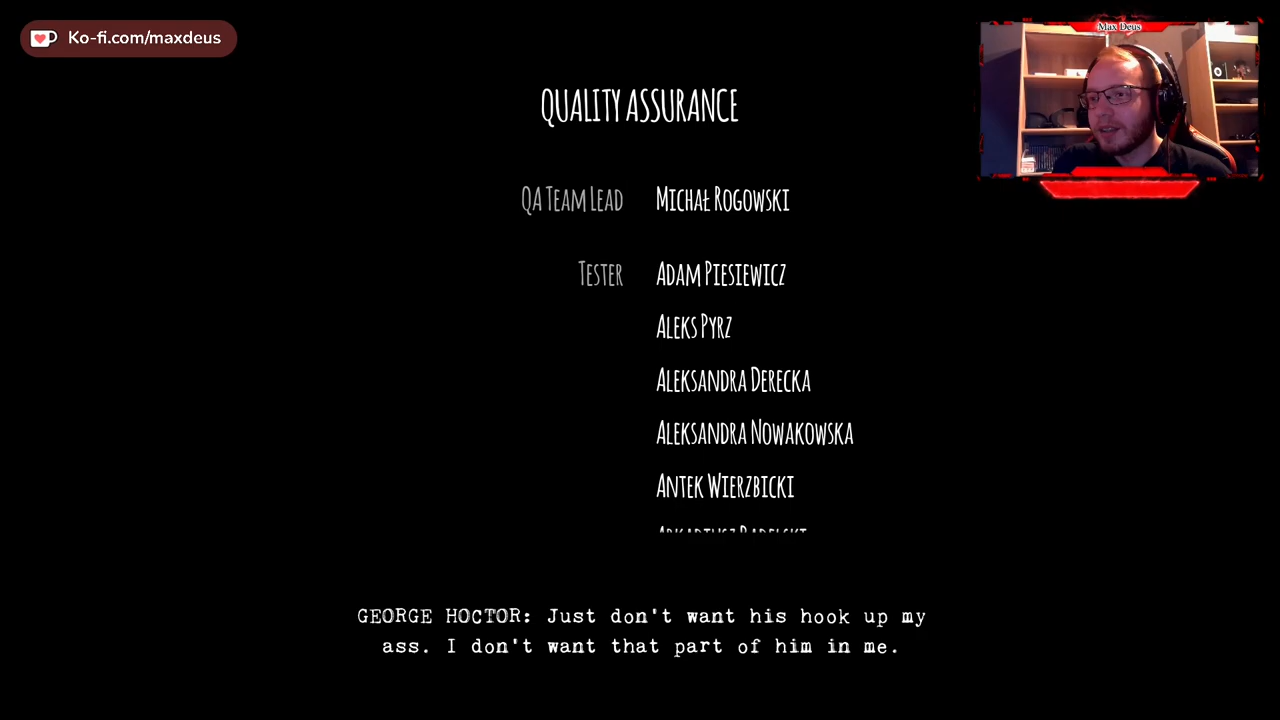 Ko-fi.com/maxdeus
Max Deus
QUALITY ASSURANCE
QA TEAM LEAD MICHAŁ ROGOWSKI
TESTER ADAM PIESIEWICZ
ALEKS PYRZ
ALEKSANDRA DERECKA
ALEKSANDRA NOWAKOWSKA
ANTEK WIERZBICKI
GEORGE HOCTOR: Just don't want his hook up my
ass. I don't want that part of him in me.